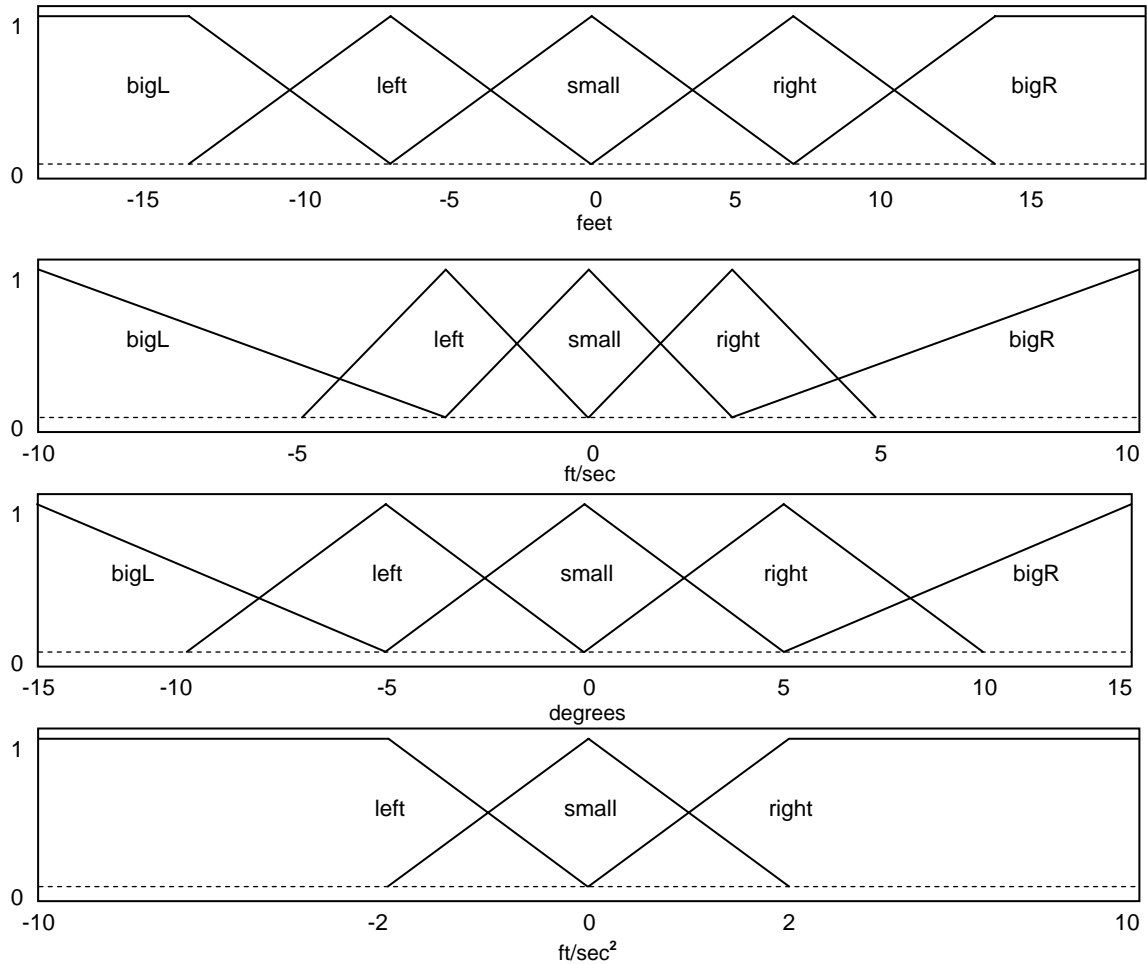 1
bigL left small right bigR
0
-15 -10 -5 0 5 10 15
feet
1
bigL left small right bigR
0
-10 -5 0 5 10
ft/sec
1
bigL left small right bigR
0
-15 -10 -5 0 5 10 15
degrees
1
left small right
0
-10 -2 0 2 10
ft/sec²